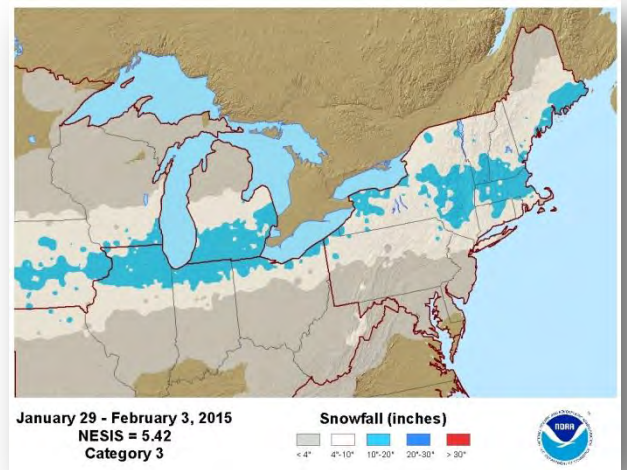 January 29 - February 3, 2015
NESIS = 5.42
Category 3
Snowfall (inches)
< 4" 4"-10" 10"-20" 20"-30" > 30"
NOAA